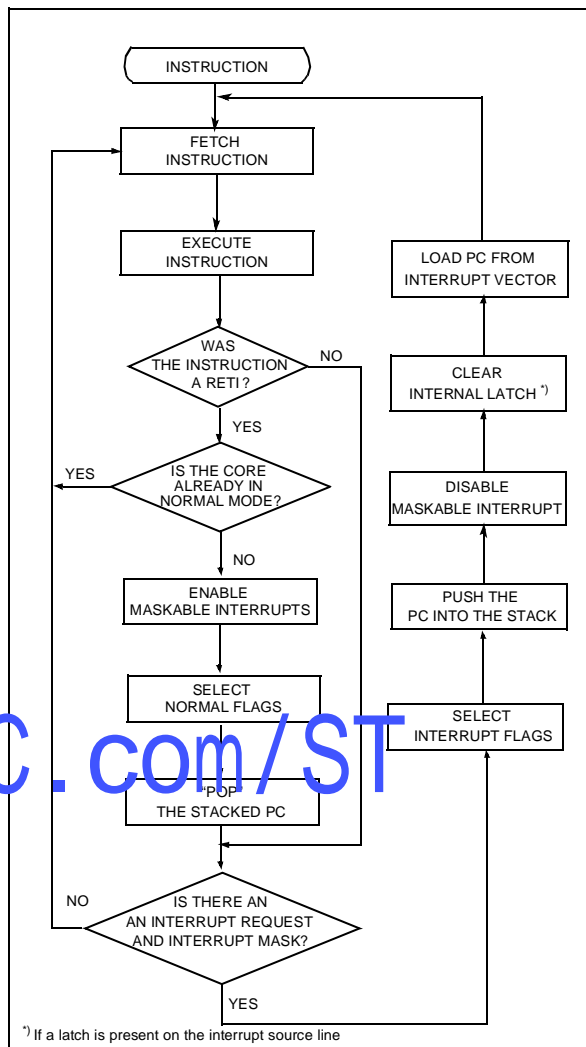 INSTRUCTION
FETCH
INSTRUCTION
EXECUTE
INSTRUCTION
WAS
THE INSTRUCTION
A RETI?
NO
YES
IS THE CORE
ALREADY IN
NORMAL MODE?
YES
NO
ENABLE
MASKABLE INTERRUPTS
SELECT
NORMAL FLAGS
"POP"
THE STACKED PC
IS THERE AN
AN INTERRUPT REQUEST
AND INTERRUPT MASK?
NO
YES
LOAD PC FROM
INTERRUPT VECTOR
CLEAR
INTERNAL LATCH *)
DISABLE
MASKABLE INTERRUPT
PUSH THE
PC INTO THE STACK
SELECT
INTERRUPT FLAGS
C.com/ST
*) If a latch is present on the interrupt source line